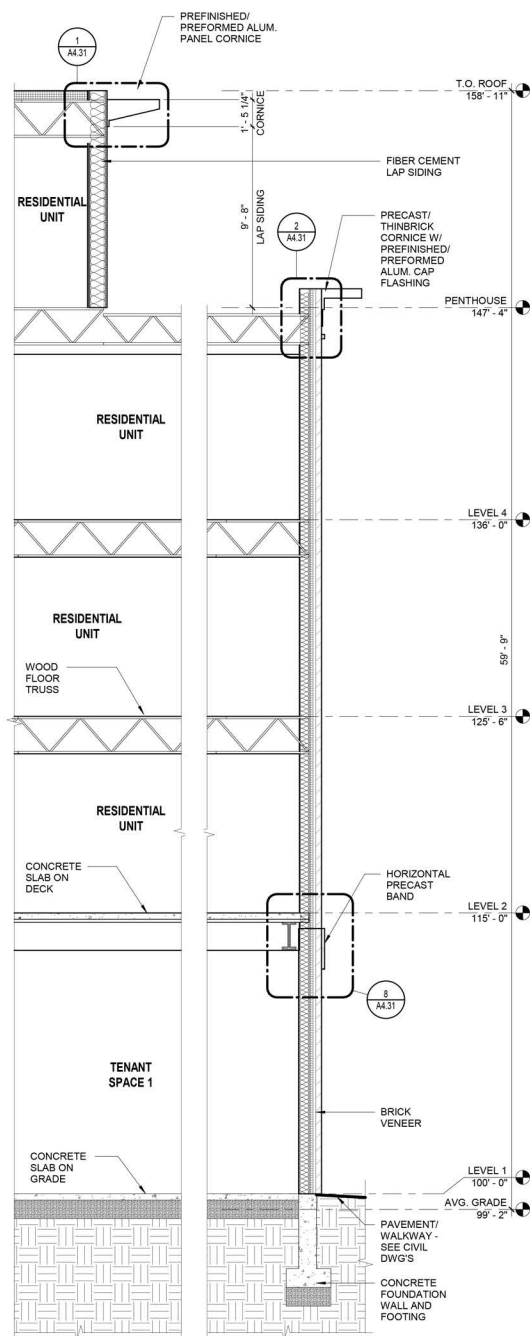 PREFINISHED/
PREFORMED ALUM.
PANEL CORNICE
1
A4.31
T.O. ROOF
158' - 11"
1' - 5 1/4"
CORNICE
FIBER CEMENT
LAP SIDING
RESIDENTIAL
UNIT
9' - 8"
LAP SIDING
2
A4.31
PRECAST/
THINBRICK
CORNICE W/
PREFINISHED/
PREFORMED
ALUM. CAP
FLASHING
PENTHOUSE
147' - 4"
RESIDENTIAL
UNIT
LEVEL 4
136' - 0"
RESIDENTIAL
UNIT
59' - 9"
WOOD
FLOOR
TRUSS
LEVEL 3
125' - 6"
RESIDENTIAL
UNIT
CONCRETE
SLAB ON
DECK
HORIZONTAL
PRECAST
BAND
LEVEL 2
115' - 0"
8
A4.31
TENANT
SPACE 1
BRICK
VENEER
CONCRETE
SLAB ON
GRADE
LEVEL 1
100' - 0"
AVG. GRADE
99' - 2"
PAVEMENT/
WALKWAY -
SEE CIVIL
DWG'S
CONCRETE
FOUNDATION
WALL AND
FOOTING